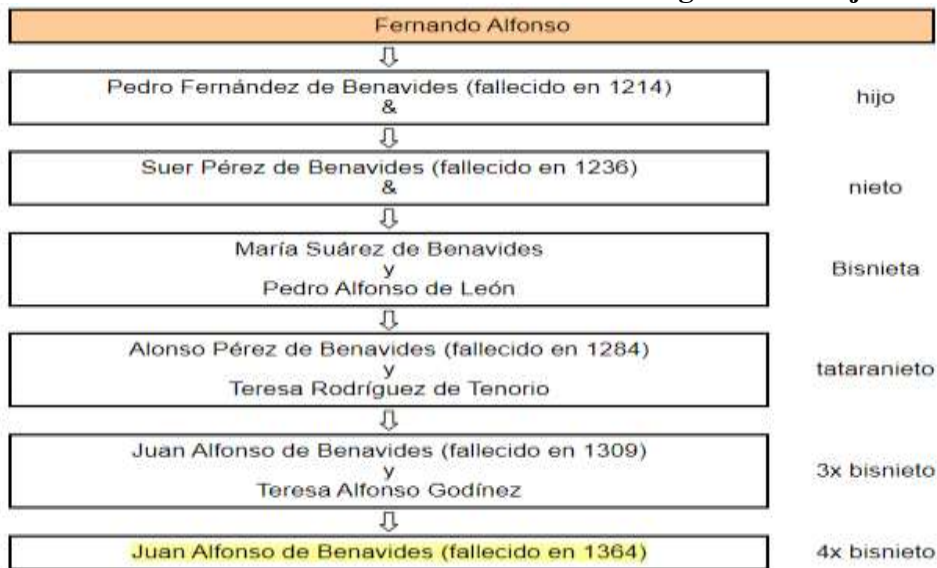 Fernando Alfonso
Pedro Fernández de Benavides (fallecido en 1214)
&
hijo
Suer Pérez de Benavides (fallecido en 1236)
&
nieto
María Suárez de Benavides
y
Pedro Alfonso de León
Bisnieta
Alonso Pérez de Benavides (fallecido en 1284)
y
Teresa Rodríguez de Tenorio
tataranieto
Juan Alfonso de Benavides (fallecido en 1309)
y
Teresa Alfonso Godínez
3x bisnieto
Juan Alfonso de Benavides (fallecido en 1364)
4x bisnieto